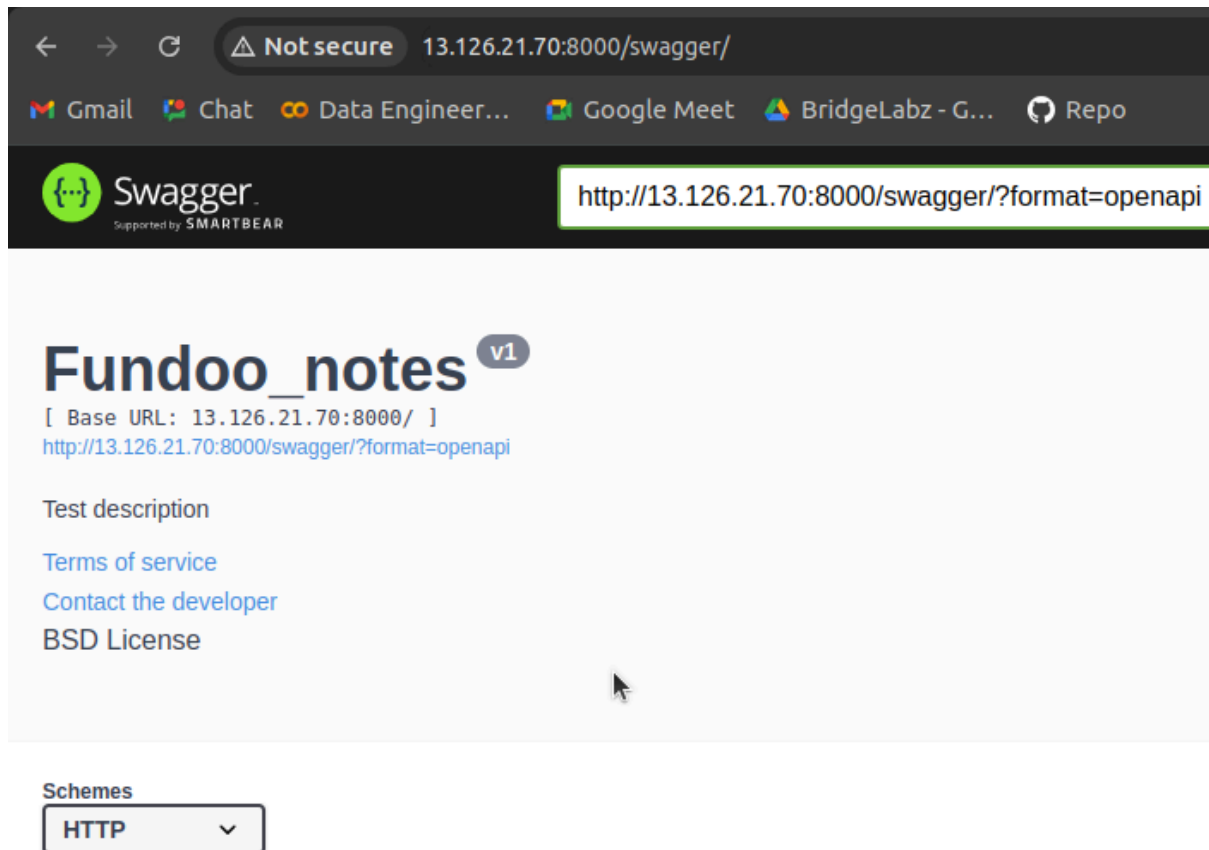 Not secure 13.126.21.70:8000/swagger/
Gmail Chat Data Engineer... Google Meet BridgeLabz - G... Repo
{···} Swagger. http://13.126.21.70:8000/swagger/?format=openapi
Supported by SMARTBEAR
Fundoo_notes v1
[ Base URL: 13.126.21.70:8000/ ]
http://13.126.21.70:8000/swagger/?format=openapi
Test description
Terms of service
Contact the developer
BSD License
Schemes
HTTP